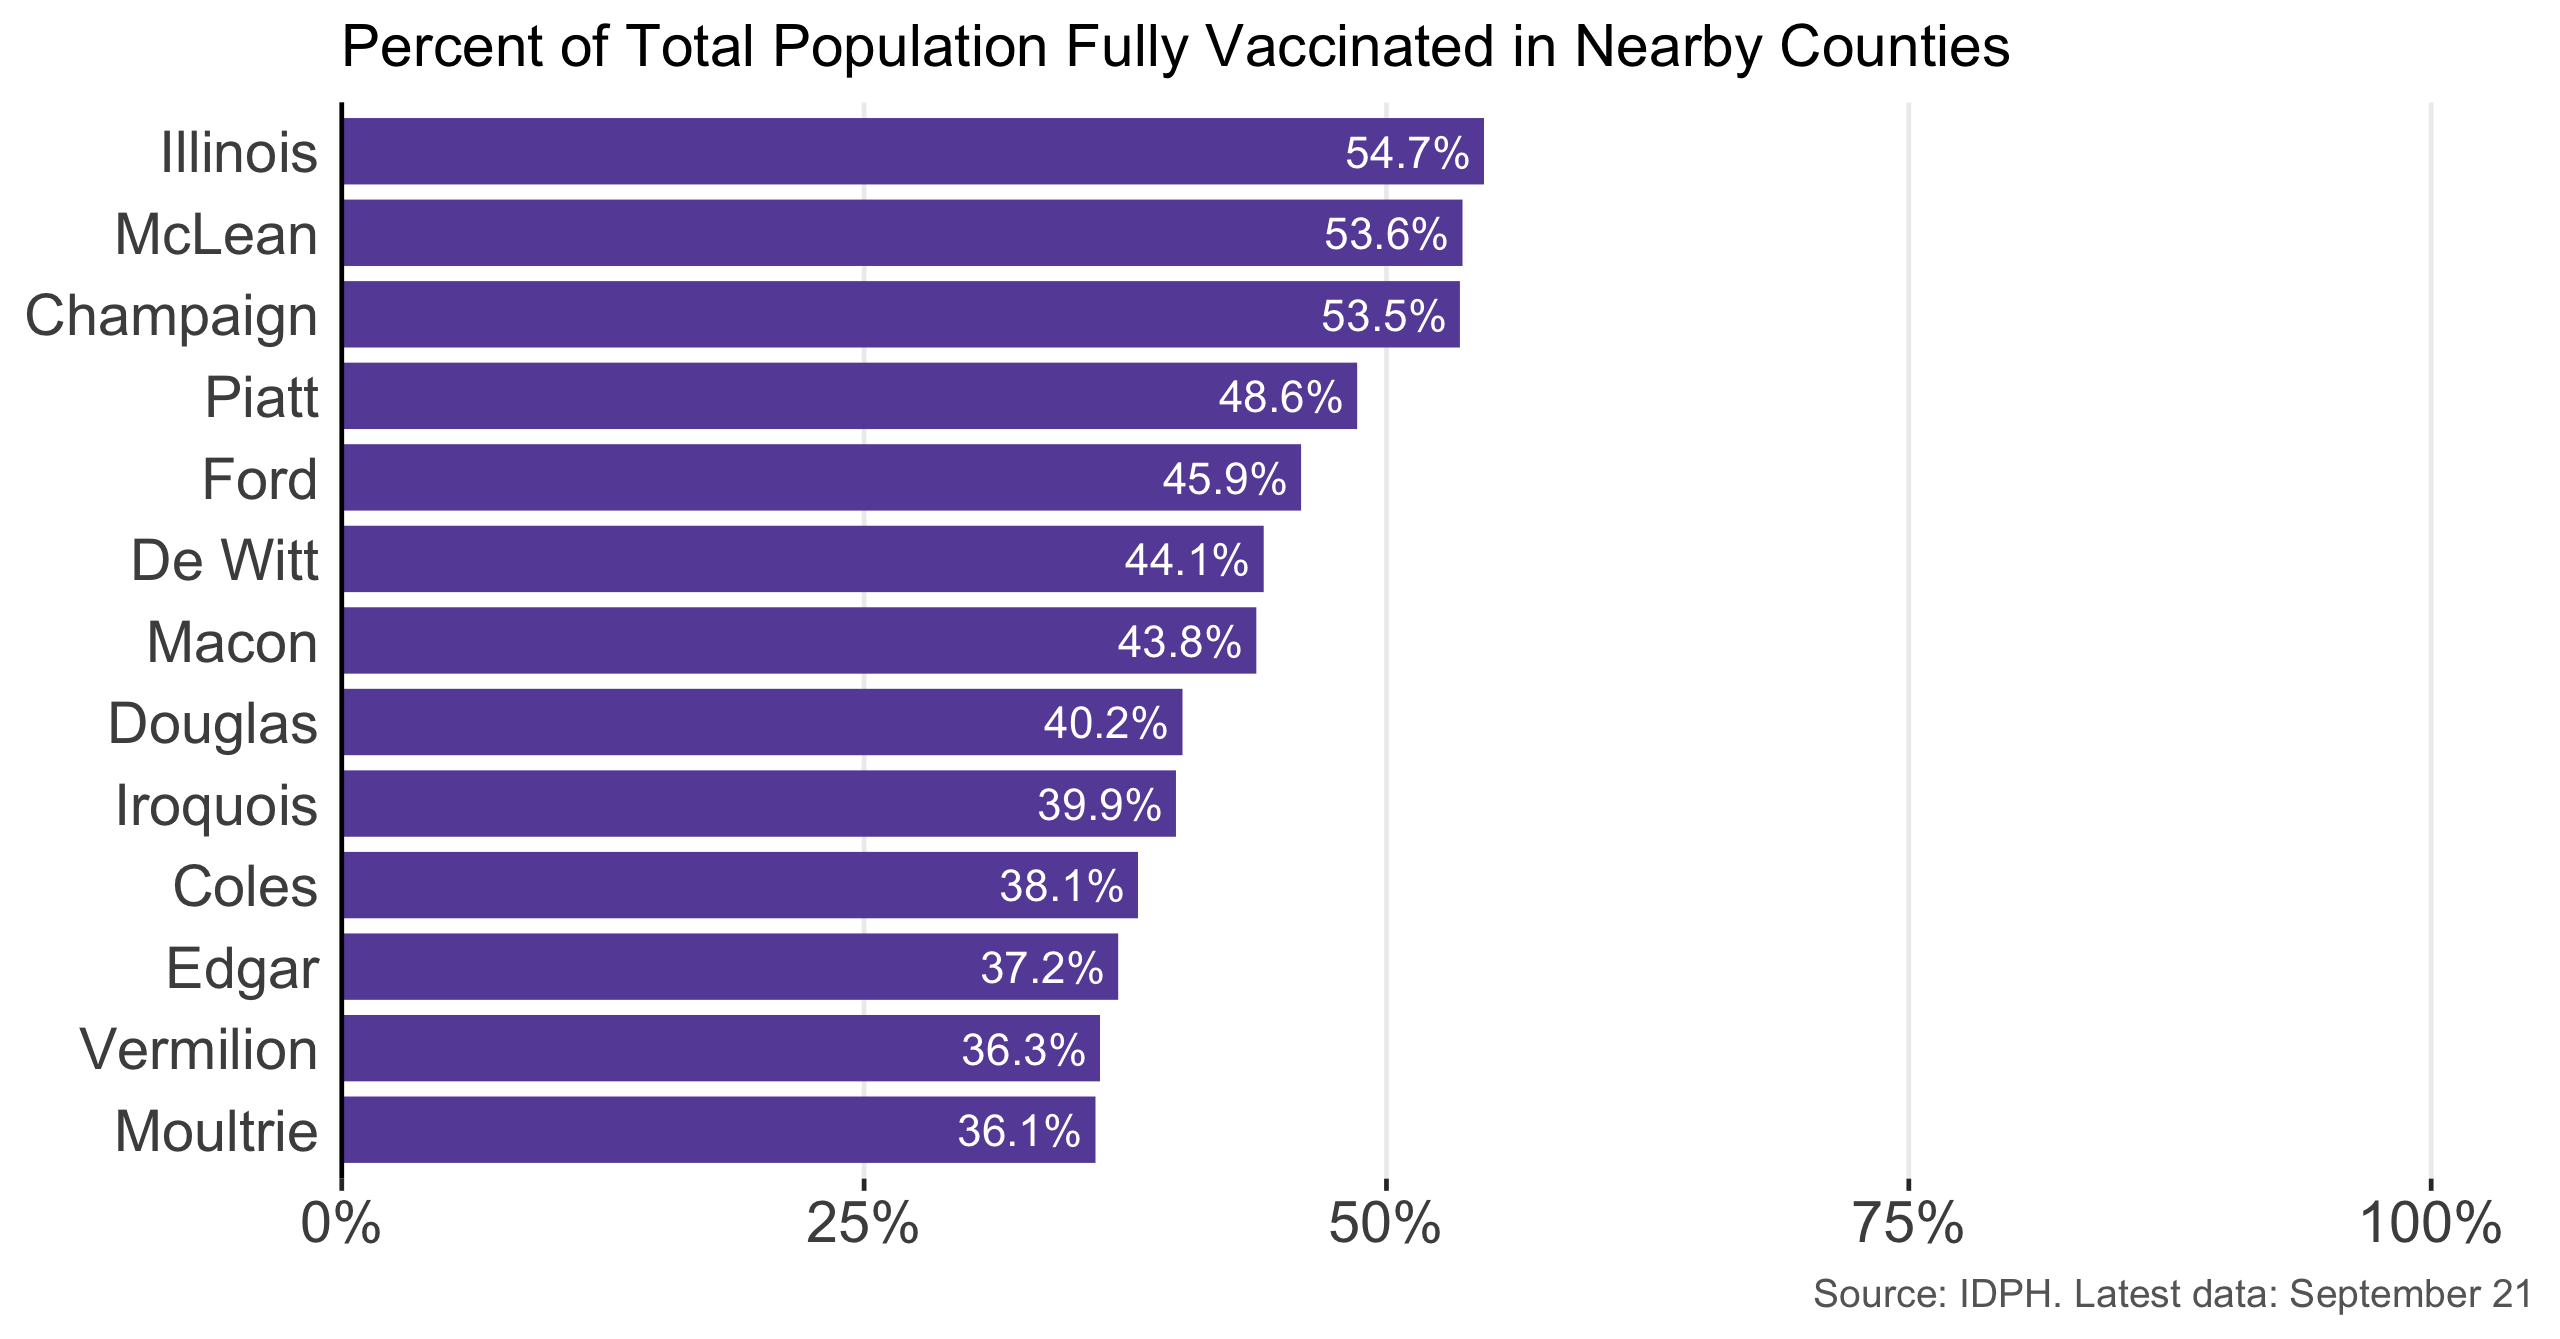 Percent of Total Population Fully Vaccinated in Nearby Counties
Illinois 54.7%
McLean 53.6%
Champaign 53.5%
Piatt 48.6%
Ford 45.9%
De Witt 44.1%
Macon 43.8%
Douglas 40.2%
Iroquois 39.9%
Coles 38.1%
Edgar 37.2%
Vermilion 36.3%
Moultrie 36.1%
0% 25% 50% 75% 100%
Source: IDPH. Latest data: September 21